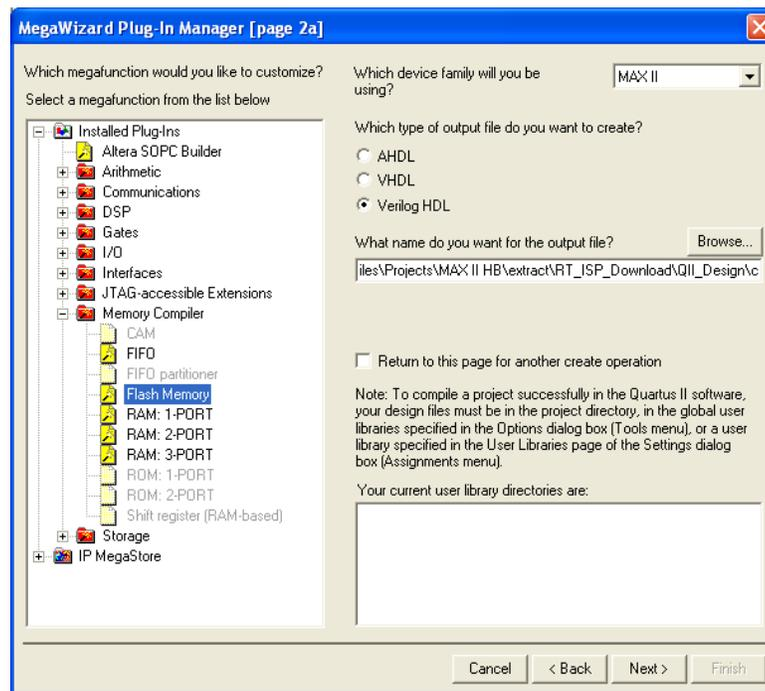 MegaWizard Plug-In Manager [page 2a]
Which megafunction would you like to customize?
Select a megafunction from the list below
Installed Plug-Ins
Altera SOPC Builder
Arithmetic
Communications
DSP
Gates
I/O
Interfaces
JTAG-accessible Extensions
Memory Compiler
CAM
FIFO
FIFO partitioner
Flash Memory
RAM: 1-PORT
RAM: 2-PORT
RAM: 3-PORT
ROM: 1-PORT
ROM: 2-PORT
Shift register (RAM-based)
Storage
IP MegaStore
Which device family will you be
using?
MAX II
Which type of output file do you want to create?
AHDL
VHDL
Verilog HDL
What name do you want for the output file?
Browse...
iles\Projects\MAX II HB\extract\RT_ISP_Download\QII_Design\c
Return to this page for another create operation
Note: To compile a project successfully in the Quartus II software,
your design files must be in the project directory, in the global user
libraries specified in the Options dialog box (Tools menu), or a user
library specified in the User Libraries page of the Settings dialog
box (Assignments menu).
Your current user library directories are:
Cancel
< Back
Next >
Finish